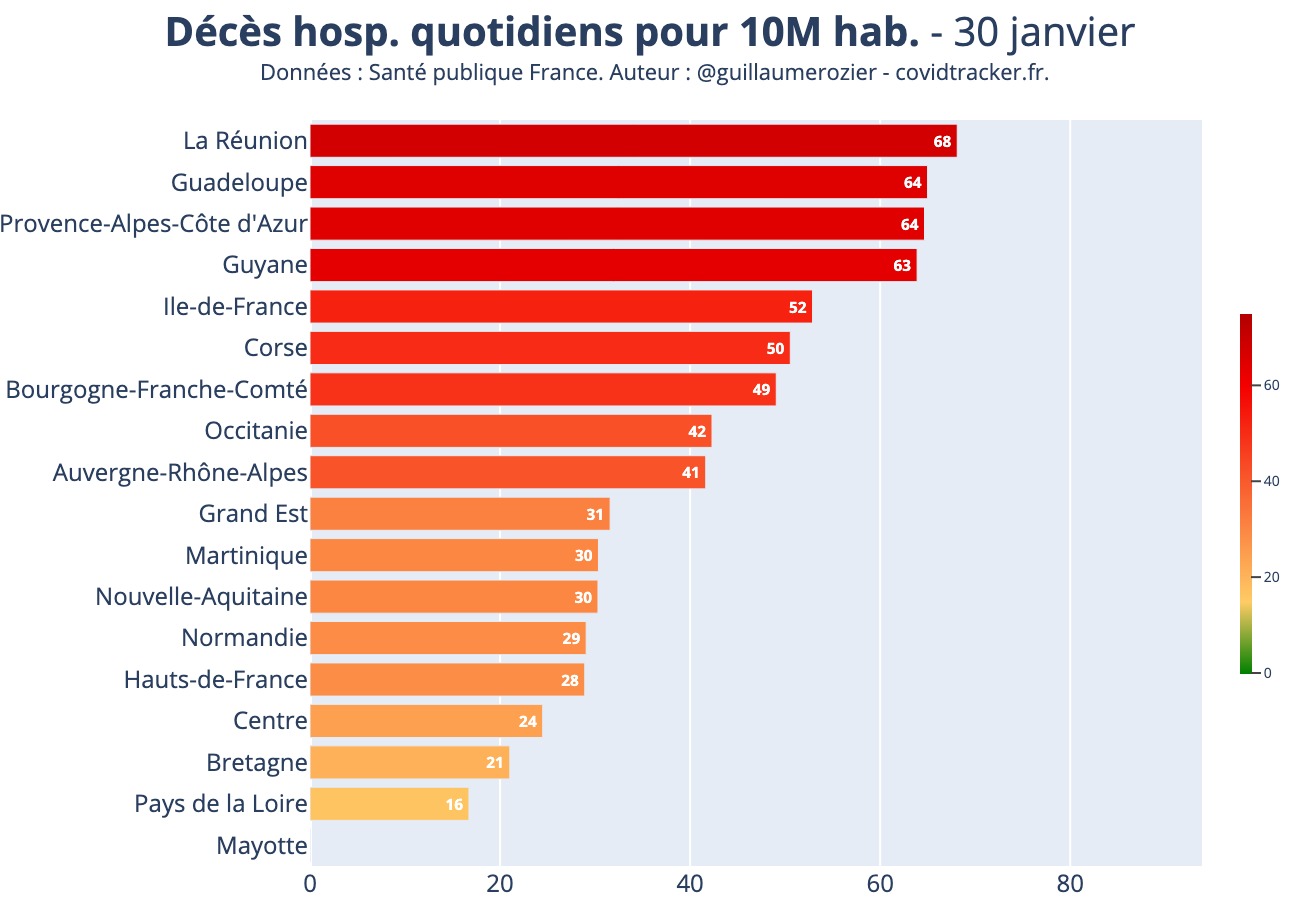 Décès hosp. quotidiens pour 10M hab. - 30 janvier
Données : Santé publique France. Auteur : @guillaumerozier - covidtracker.fr.
La Réunion 68
Guadeloupe 64
Provence-Alpes-Côte d'Azur 64
Guyane 63
Ile-de-France 52
Corse 50
Bourgogne-Franche-Comté 49
Occitanie 42
Auvergne-Rhône-Alpes 41
Grand Est 31
Martinique 30
Nouvelle-Aquitaine 30
Normandie 29
Hauts-de-France 28
Centre 24
Bretagne 21
Pays de la Loire 16
Mayotte
0 20 40 60 80
60
40
20
0